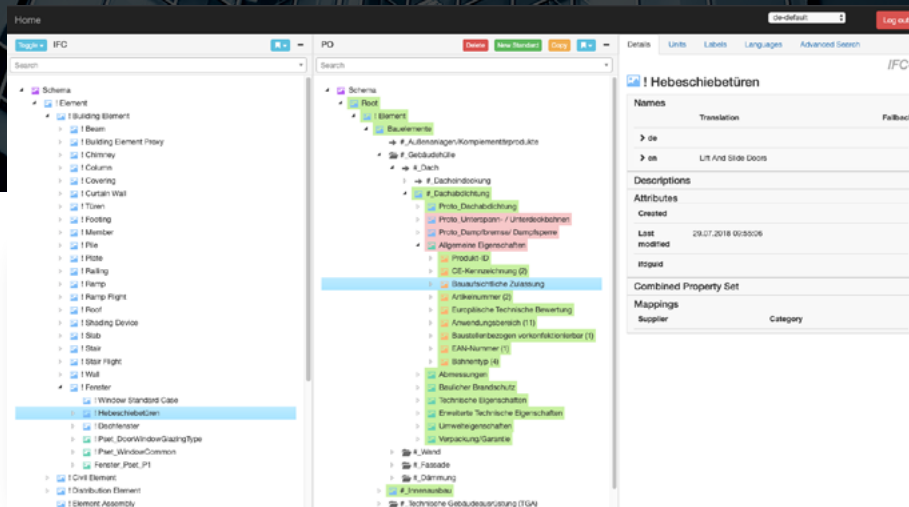 Home
de-default
Log out
Toggle
IFC
Search
Schema
! Element
! Building Element
! Beam
! Building Element Proxy
! Chimney
! Column
! Covering
! Curtain Wall
! Türen
! Footing
! Member
! Pile
! Plate
! Railing
! Ramp
! Ramp Flight
! Roof
! Shading Device
! Slab
! Stair
! Stair Flight
! Wall
! Fenster
! Window Standard Case
! Hebeschiebetüren
! Dachfenster
! Pset_DoorWindowGlazingType
! Pset_WindowCommon
Fenster_Pset_P1
! Civil Element
! Distribution Element
! Element Assembly
PO
Delete
New Standard
Copy
Search
Schema
Root
! Element
Bauelemente
#_Außenanlagen/Komplementärprodukte
#_Gebäudehülle
#_Dach
#_Dacheindeckung
#_Dachabdichtung
Proto_Dachabdichtung
Proto_Unterspann- / Unterdeckbahnen
Proto_Dampfbremse/ Dampfsperre
Allgemeine Eigenschaften
Produkt-ID
CE-Kennzeichnung (2)
Bauaufsichtliche Zulassung
Artikelnummer (2)
Europäische Technische Bewertung
Anwendungsbereich (11)
Baustellenbezogen vorkonfektionierbar (1)
EAN-Nummer (1)
Bahnentyp (4)
Abmessungen
Baulicher Brandschutz
Technische Eigenschaften
Erweiterte Technische Eigenschaften
Umwelteigenschaften
Verpackung/Garantie
#_Wand
#_Fassade
#_Dämmung
#_Innenausbau
#_Technische Gebäudeausrüstung (TGA)
Details Units Labels Languages Advanced Search
IFC
! Hebeschiebetüren
Names
Translation Fallback
de
en Lift And Slide Doors
Descriptions
Attributes
Created
Last modified 29.07.2018 09:55:06
ifdguid
Combined Property Set
Mappings
Supplier Category